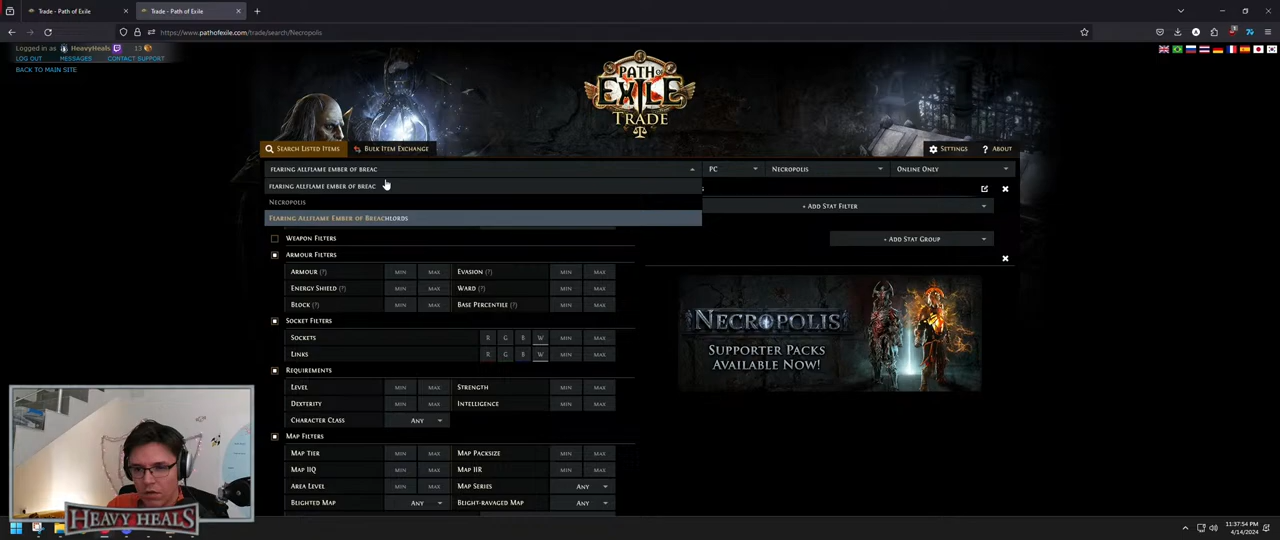 Trade - Path of Exile
Trade - Path of Exile
https://www.pathofexile.com/trade/search/Necropolis
Logged in as HeavyHeals 13
LOG OUT MESSAGES CONTACT SUPPORT
BACK TO MAIN SITE
PATH OF EXILE
TRADE
Search Listed Items Bulk Item Exchange Settings About
FLARING ALLFLAME EMBER OF BREAC PC Necropolis Online Only
FLARING ALLFLAME EMBER OF BREAC
Necropolis + Add Stat Filter
Flaring Allflame Ember of Breachlords
Weapon Filters + Add Stat Group
Armour Filters
Armour (?) MIN MAX Evasion (?) MIN MAX
Energy Shield (?) MIN MAX Ward (?) MIN MAX
Block (?) MIN MAX Base Percentile (?) MIN MAX
Socket Filters
Sockets R G B W MIN MAX
Links R G B W MIN MAX
Requirements
Level MIN MAX Strength MIN MAX
Dexterity MIN MAX Intelligence MIN MAX
Character Class Any
Map Filters
Map Tier MIN MAX Map Packsize MIN MAX
Map IIQ MIN MAX Map IIR MIN MAX
Area Level MIN MAX Map Series Any
Blighted Map Any Blight-ravaged Map Any
NECROPOLIS
SUPPORTER PACKS
AVAILABLE NOW!
HEAVY HEALS
11:37:54 PM
4/14/2024